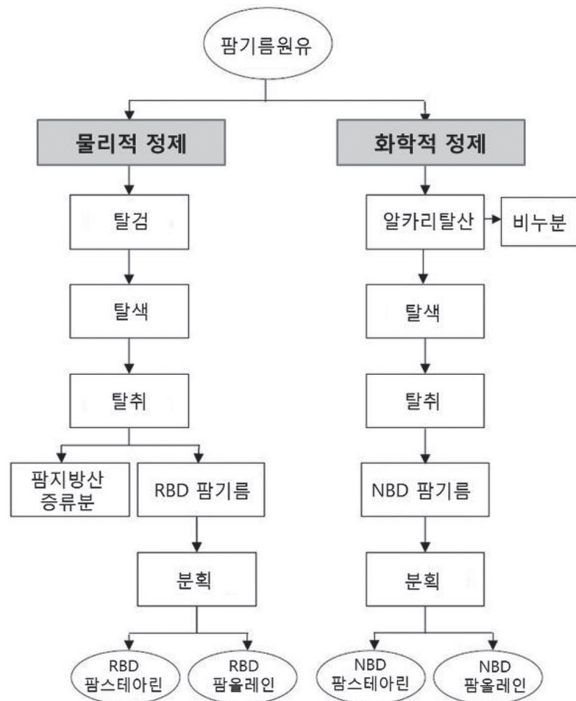 팜기름원유
물리적 정제
화학적 정제
탈검
알카리탈산
비누분
탈색
탈색
탈취
탈취
팜지방산
증류분
RBD 팜기름
NBD 팜기름
분획
분획
RBD
팜스테아린
RBD
팜올레인
NBD
팜스테아린
NBD
팜올레인